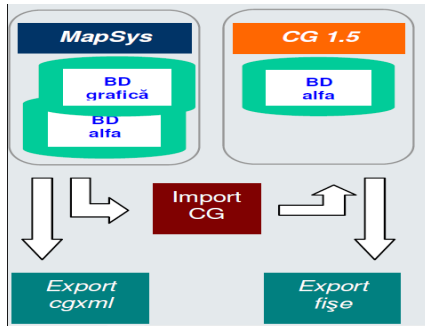 MapSys
CG 1.5
BD
grafică
BD
alfa
BD
alfa
Import
CG
Export
cgxml
Export
fişe